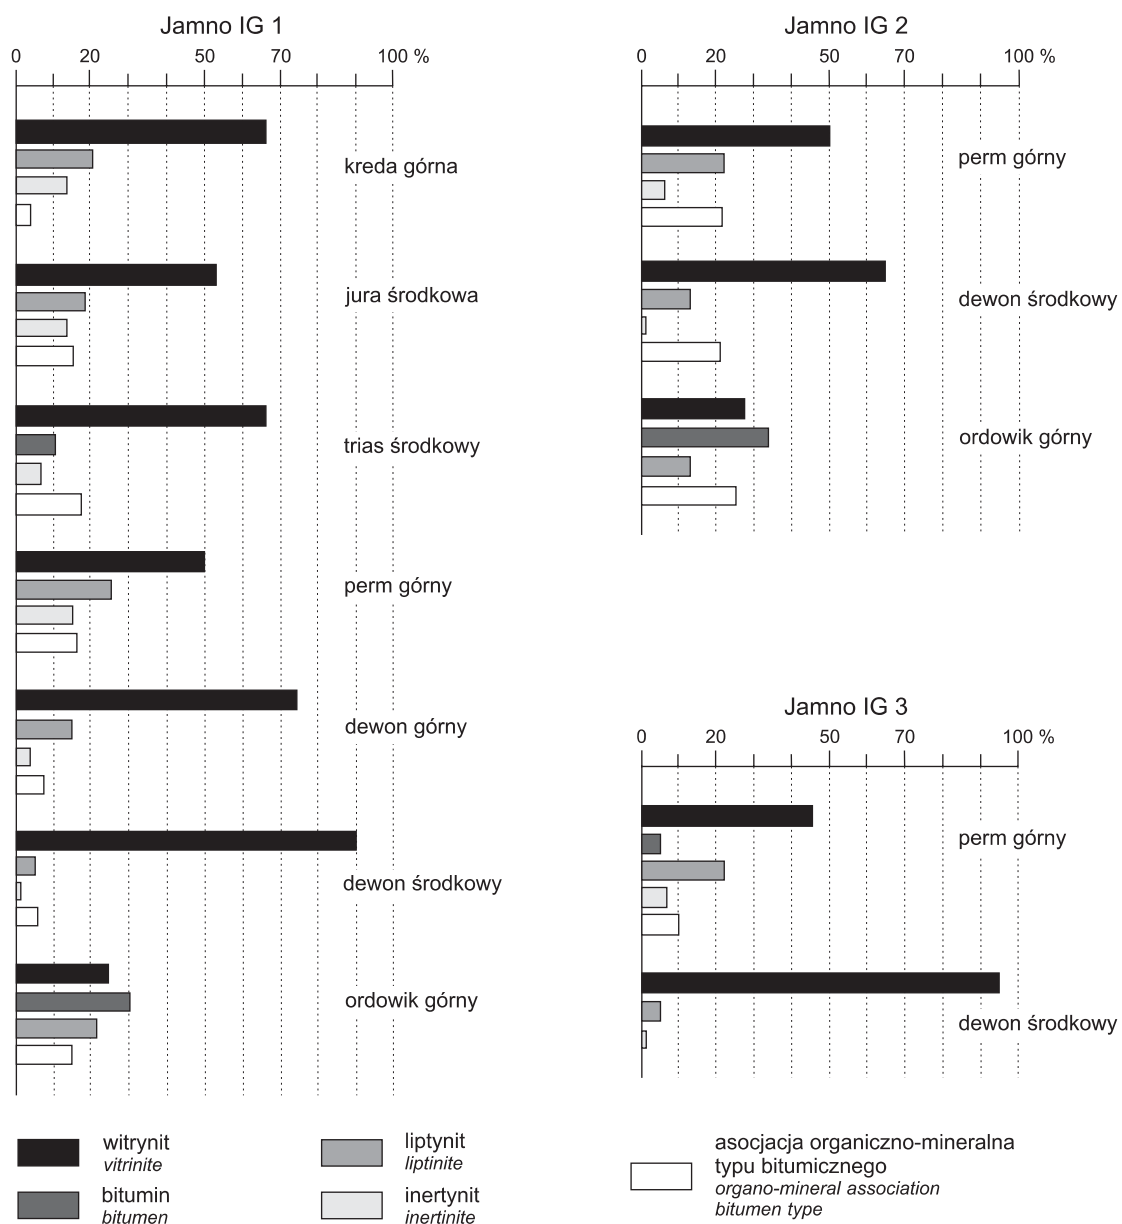 Jamno IG 1
0 20 50 70 100 %
kreda górna
jura środkowa
trias środkowy
perm górny
dewon górny
dewon środkowy
ordowik górny
Jamno IG 2
0 20 50 70 100 %
perm górny
dewon środkowy
ordowik górny
Jamno IG 3
0 20 50 70 100 %
perm górny
dewon środkowy
witrynit
vitrinite
bitumin
bitumen
liptynit
liptinite
inertynit
inertinite
asocjacja organiczno-mineralna
typu bitumicznego
organo-mineral association
bitumen type